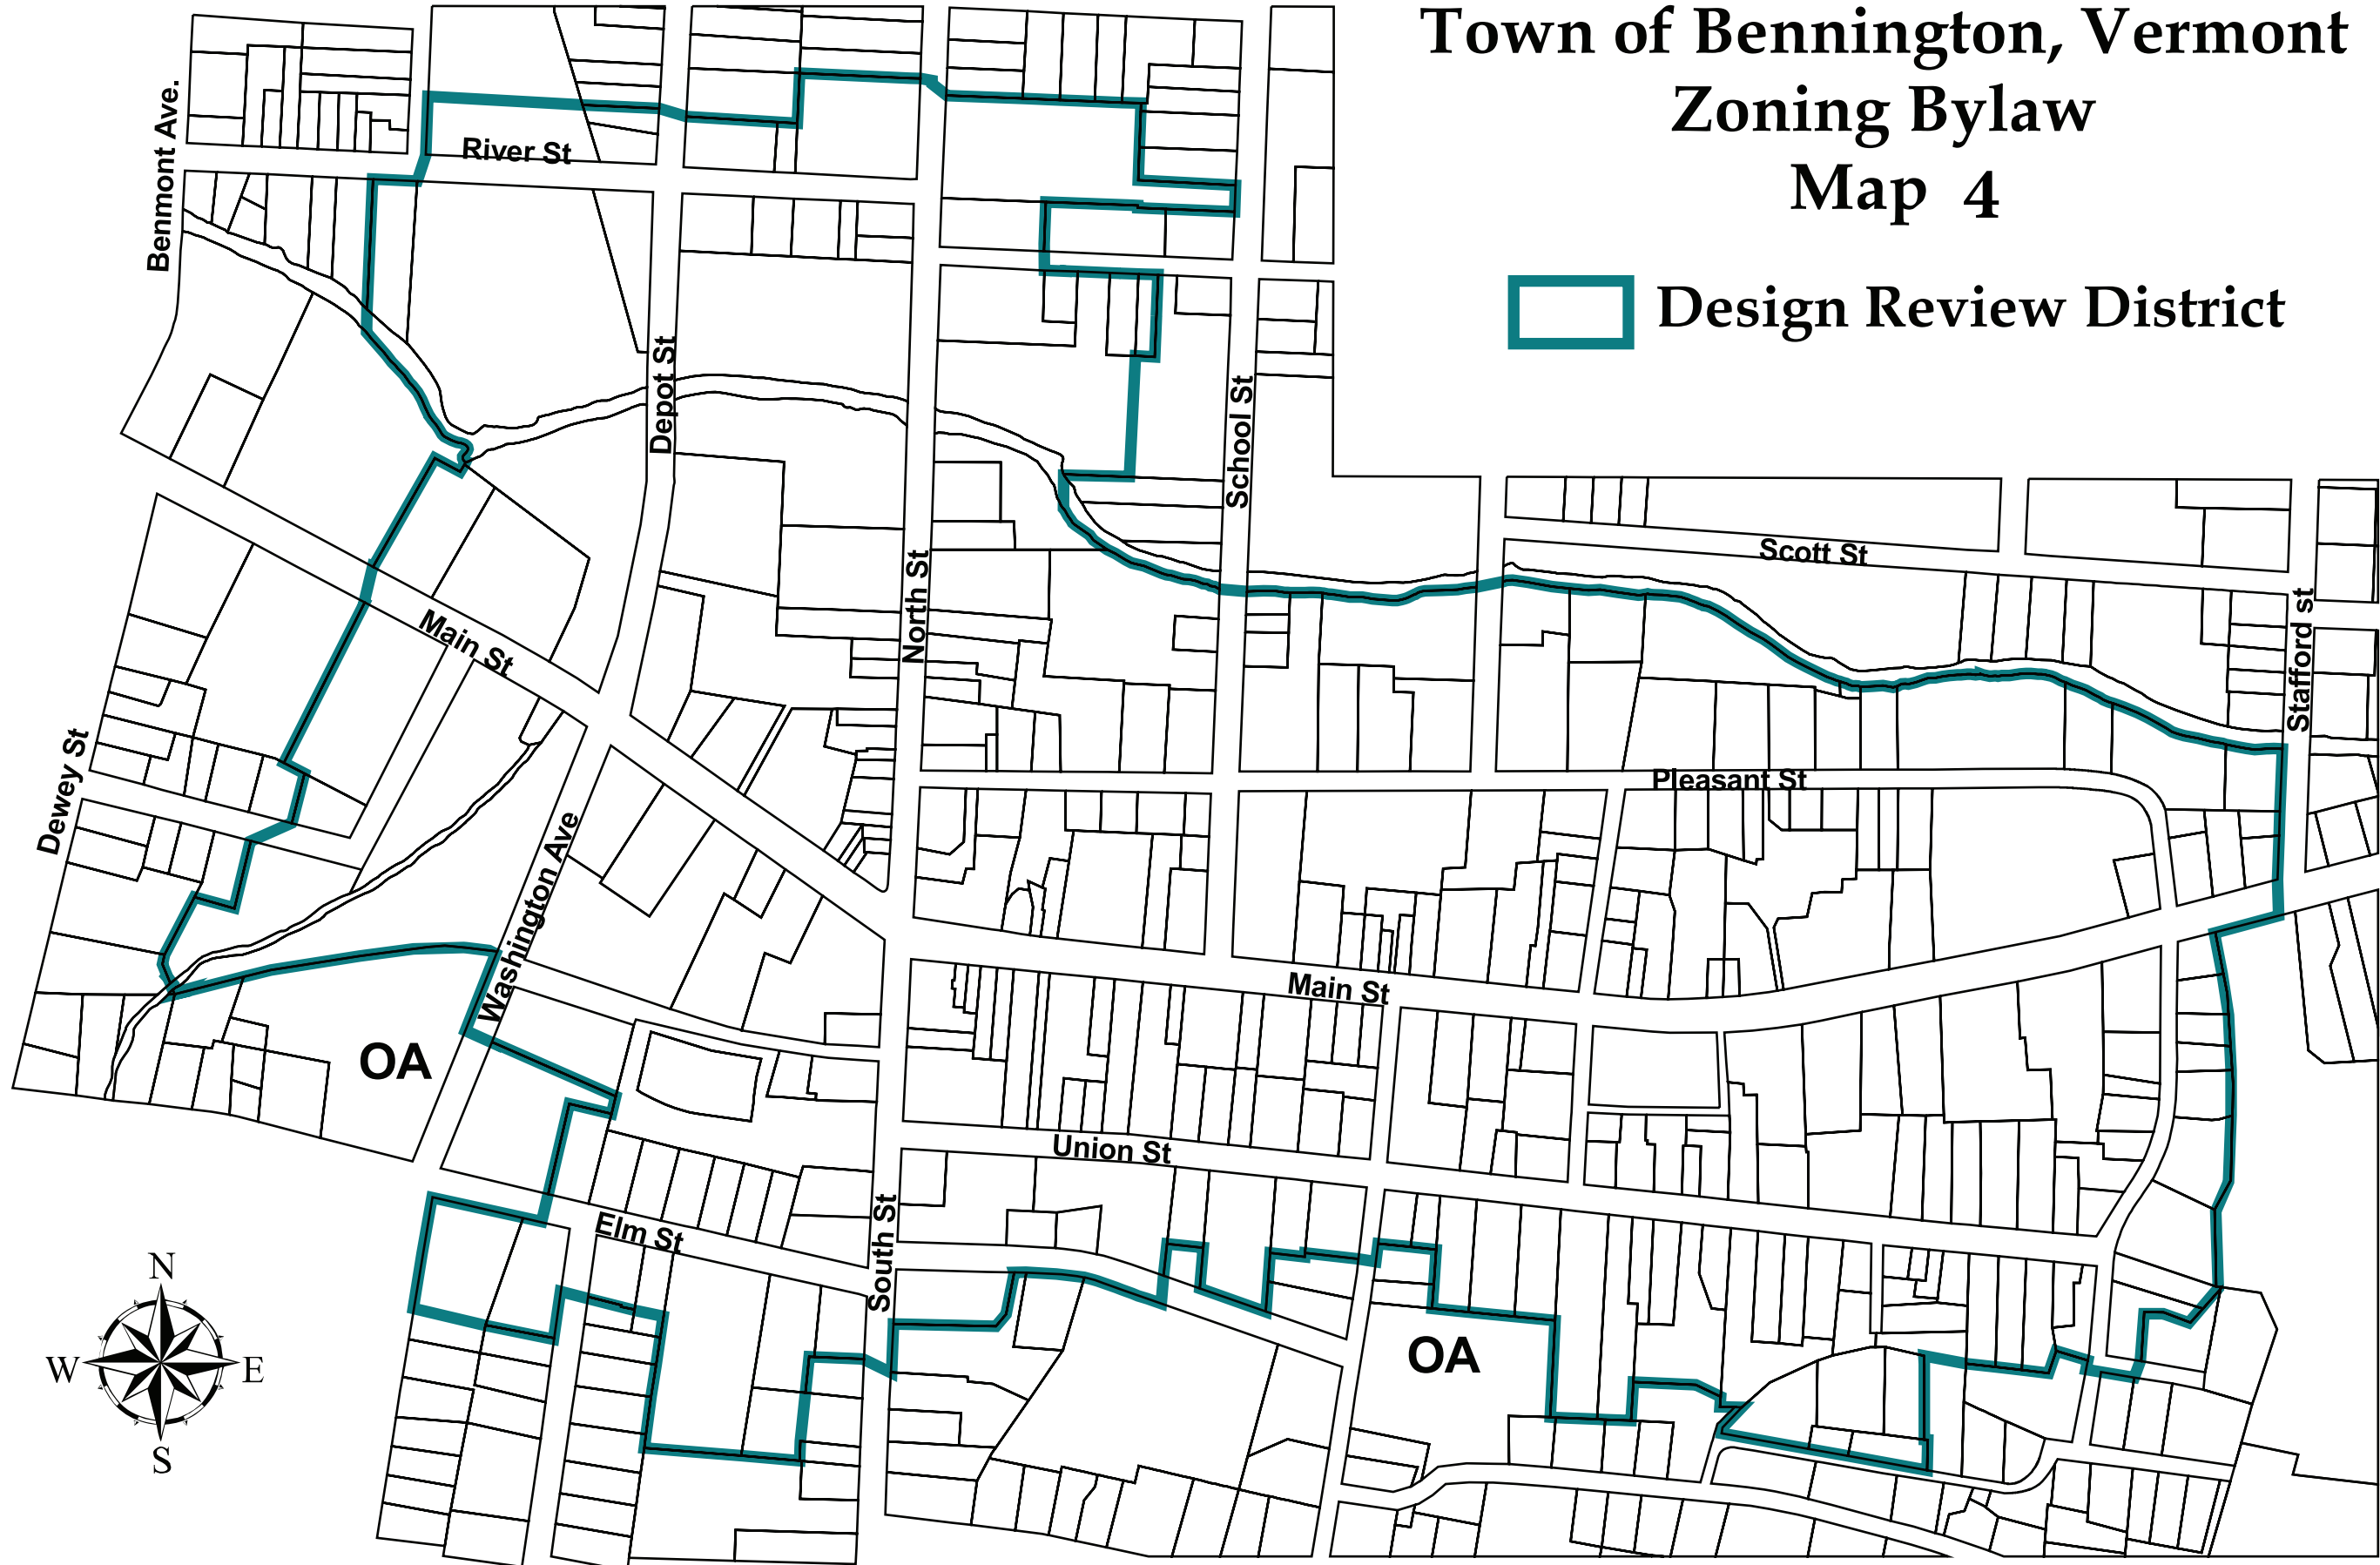 Town of Bennington, Vermont
Zoning Bylaw
Map 4
Design Review District
Benmont Ave.
River St
Depot St
School St
North St
Scott St
Stafford st
Main St
Dewey St
Pleasant St
Washington Ave
Main St
OA
Union St
Elm St
South St
OA
N
W E
S